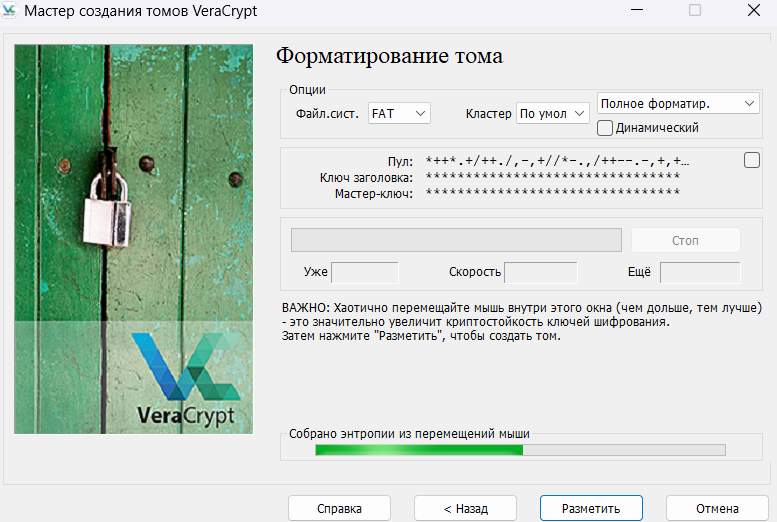 Мастер создания томов VeraCrypt
Форматирование тома
Опции
Файл.сист. FAT Кластер По умол Полное форматир.
Динамический
Пул: *+++.+/++./,-,+//*-.,/++--.-,+,+...
Ключ заголовка: ********************************
Мастер-ключ: ********************************
Стоп
Уже Скорость Ещё
ВАЖНО: Хаотично перемещайте мышь внутри этого окна (чем дольше, тем лучше)
- это значительно увеличит криптостойкость ключей шифрования.
Затем нажмите "Разметить", чтобы создать том.
VeraCrypt
Собрано энтропии из перемещений мыши
Справка < Назад Разметить Отмена